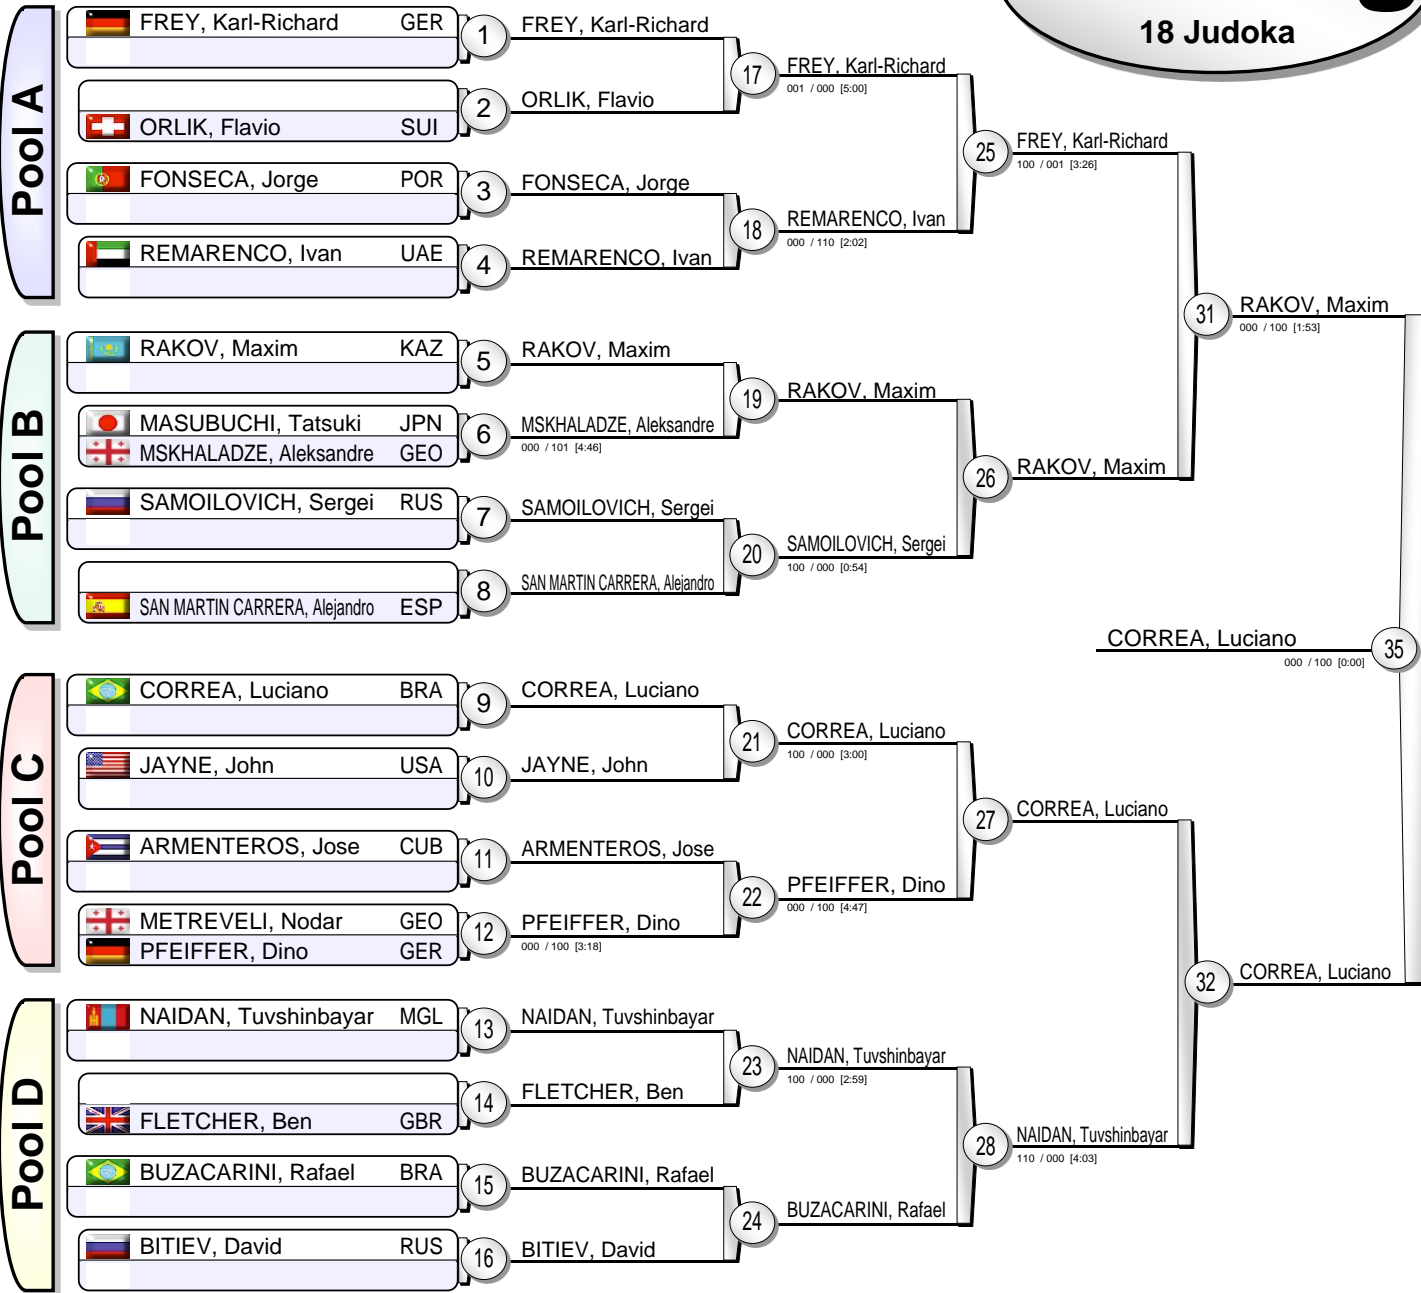 18 Judoka
Pool A
FREY, Karl-Richard GER
1
FREY, Karl-Richard
ORLIK, Flavio SUI
2
ORLIK, Flavio
17
FREY, Karl-Richard
001 / 000 [5:00]
FONSECA, Jorge POR
3
FONSECA, Jorge
REMARENCO, Ivan UAE
4
REMARENCO, Ivan
18
REMARENCO, Ivan
000 / 110 [2:02]
25
FREY, Karl-Richard
100 / 001 [3:26]
Pool B
RAKOV, Maxim KAZ
5
RAKOV, Maxim
MASUBUCHI, Tatsuki JPN
MSKHALADZE, Aleksandre GEO
6
MSKHALADZE, Aleksandre
000 / 101 [4:46]
19
RAKOV, Maxim
SAMOILOVICH, Sergei RUS
7
SAMOILOVICH, Sergei
SAN MARTIN CARRERA, Alejandro ESP
8
SAN MARTIN CARRERA, Alejandro
20
SAMOILOVICH, Sergei
100 / 000 [0:54]
26
RAKOV, Maxim
31
RAKOV, Maxim
000 / 100 [1:53]
CORREA, Luciano
000 / 100 [0:00]
35
Pool C
CORREA, Luciano BRA
9
CORREA, Luciano
JAYNE, John USA
10
JAYNE, John
21
CORREA, Luciano
100 / 000 [3:00]
ARMENTEROS, Jose CUB
11
ARMENTEROS, Jose
METREVELI, Nodar GEO
PFEIFFER, Dino GER
12
PFEIFFER, Dino
000 / 100 [3:18]
22
PFEIFFER, Dino
000 / 100 [4:47]
27
CORREA, Luciano
Pool D
NAIDAN, Tuvshinbayar MGL
13
NAIDAN, Tuvshinbayar
FLETCHER, Ben GBR
14
FLETCHER, Ben
23
NAIDAN, Tuvshinbayar
100 / 000 [2:59]
BUZACARINI, Rafael BRA
15
BUZACARINI, Rafael
BITIEV, David RUS
16
BITIEV, David
24
BUZACARINI, Rafael
28
NAIDAN, Tuvshinbayar
110 / 000 [4:03]
32
CORREA, Luciano